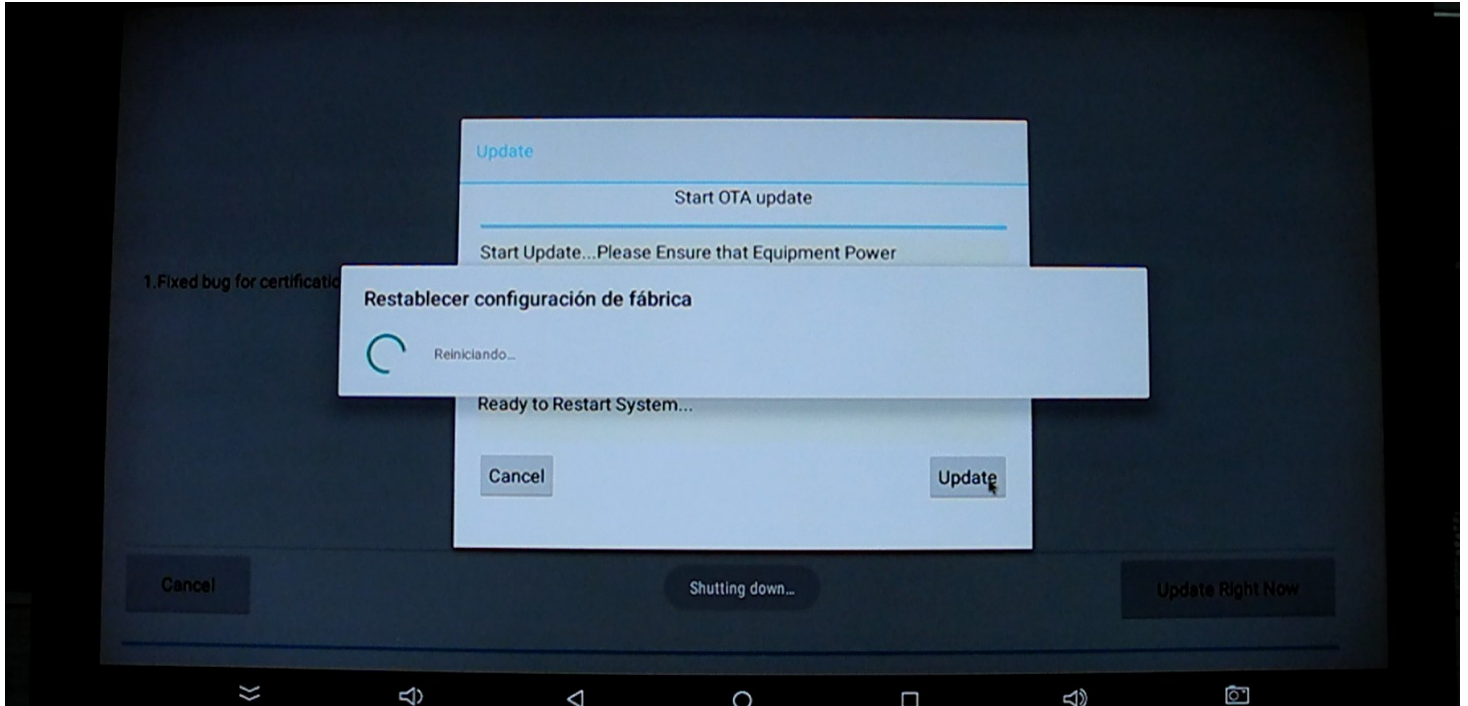 Update
Start OTA update
Start Update...Please Ensure that Equipment Power
1.Fixed bug for
Restablecer configuración de fábrica
Reiniciando...
Ready to Restart System...
Cancel
Update
Cancel
Shutting down...
Update Right Now